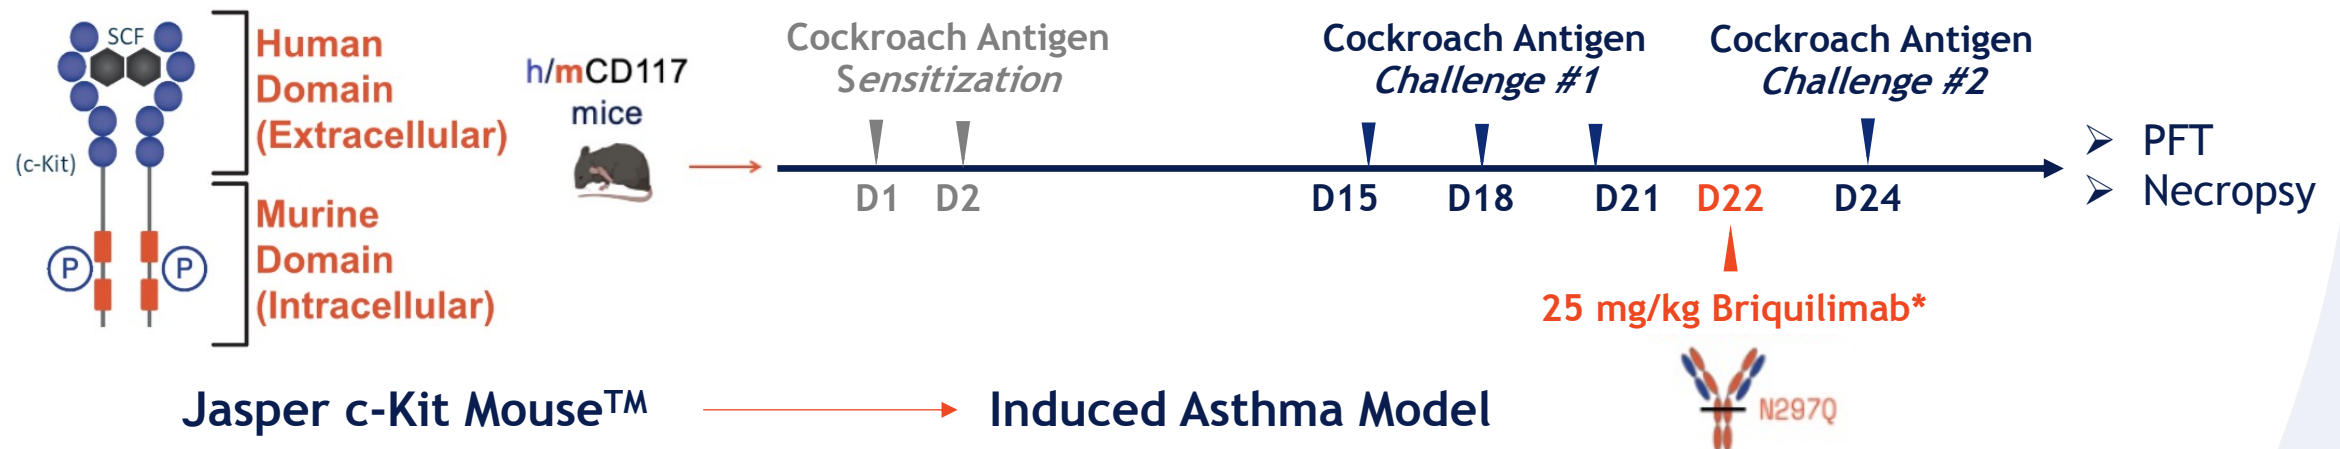 SCF
(c-Kit)
P
P
Human
Domain
(Extracellular)
Murine
Domain
(Intracellular)
h/mCD117
mice
Cockroach Antigen
Sensitization
Cockroach Antigen
Challenge #1
Cockroach Antigen
Challenge #2
D1 D2 D15 D18 D21 D22 D24
➢ PFT
➢ Necropsy
25 mg/kg Briquilimab*
N297Q
Jasper c-Kit Mouse™
Induced Asthma Model